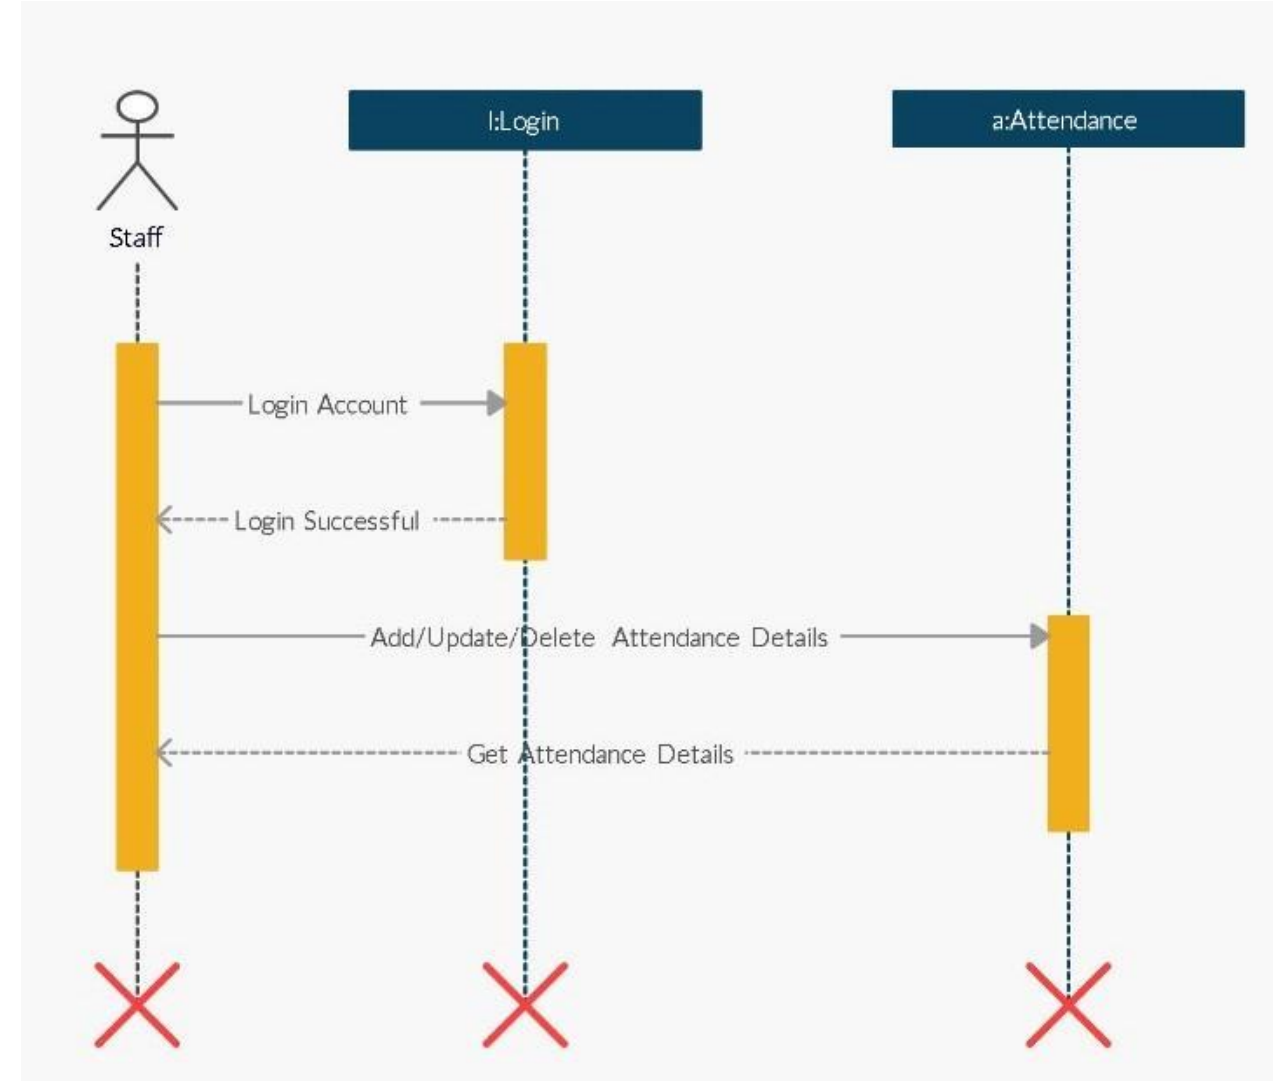 l:Login
a:Attendance
Staff
Login Account
Login Successful
Add/Update/Delete Attendance Details
Get Attendance Details